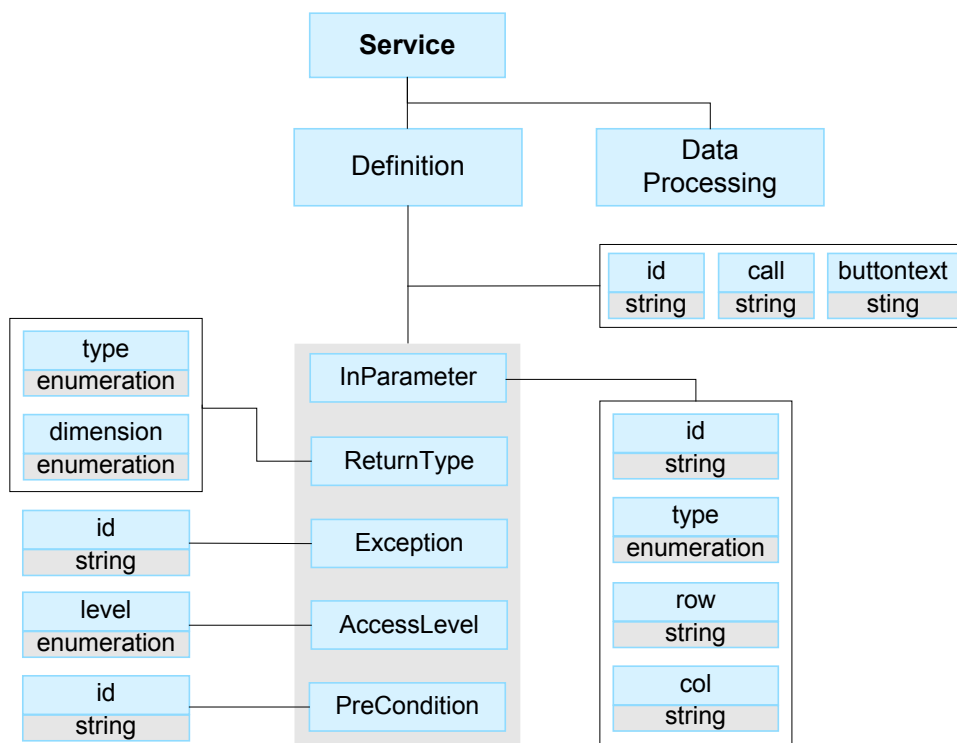 Service
Definition
Data
Processing
id
string
call
string
buttontext
sting
type
enumeration
dimension
enumeration
id
string
level
enumeration
id
string
InParameter
ReturnType
Exception
AccessLevel
PreCondition
id
string
type
enumeration
row
string
col
string